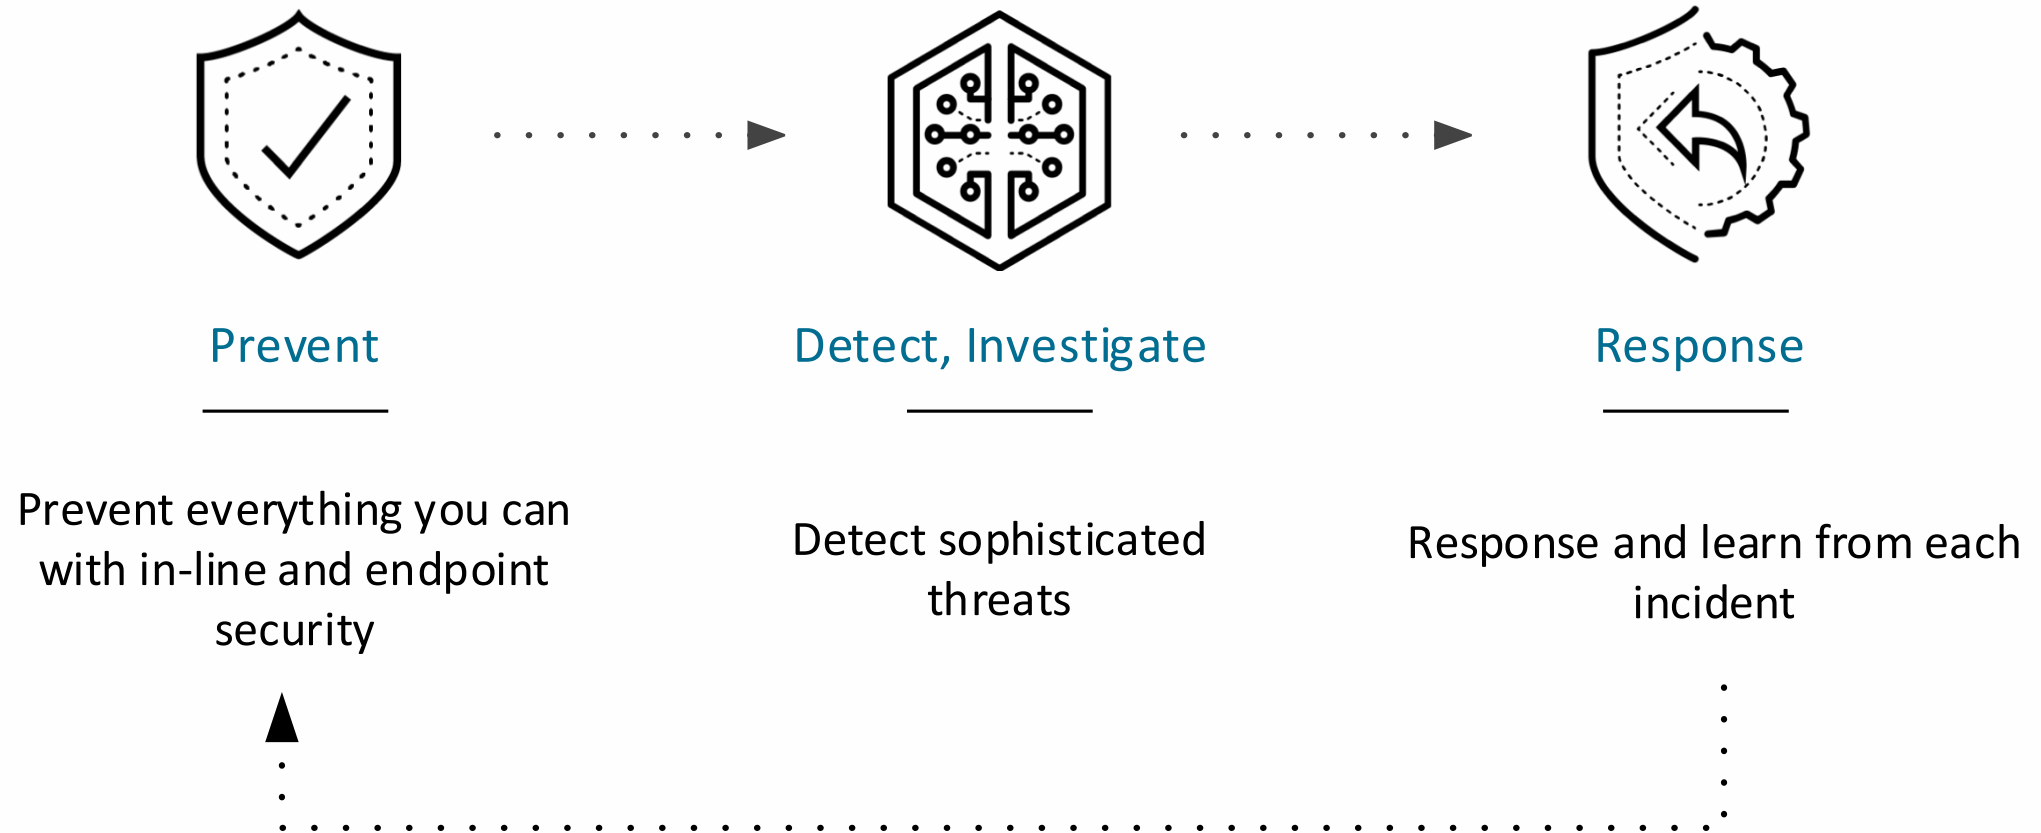 Prevent
Detect, Investigate
Response
Prevent everything you can
with in-line and endpoint
security
Detect sophisticated
threats
Response and learn from each
incident